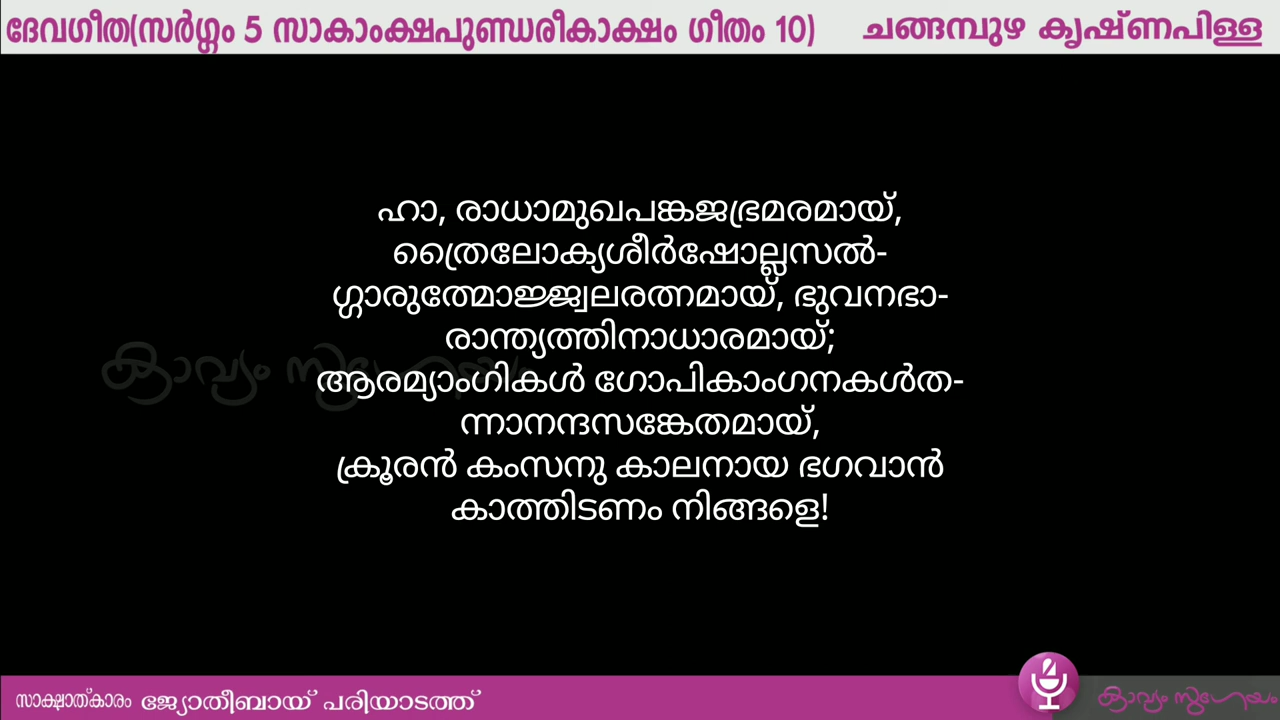 ദേവഗീത(സർഗ്ഗം 5 സാകാംക്ഷപുണ്ഡരീകാക്ഷം ഗീതം 10) ചങ്ങമ്പുഴ കൃഷ്ണപിള്ള
ഹാ, രാധാമുഖപങ്കജഭ്രമരമായ്,
ത്രൈലോക്യശീർഷോല്ലസൽ-
ഗ്ഗാരുത്മോജ്ജ്വലരത്നമായ്, ഭുവനഭാ-
രാന്ത്യത്തിനാധാരമായ്;
ആരമ്യാംഗികൾ ഗോപികാംഗനകൾത-
ന്നാനന്ദസങ്കേതമായ്,
ക്രൂരൻ കംസനു കാലനായ ഭഗവാൻ
കാത്തിടണം നിങ്ങളെ!
കാവ്യം സുഗേയം
സാക്ഷാത്കാരം ജ്യോതീബായ് പരിയാടത്ത് കാവ്യം സുഗേയം